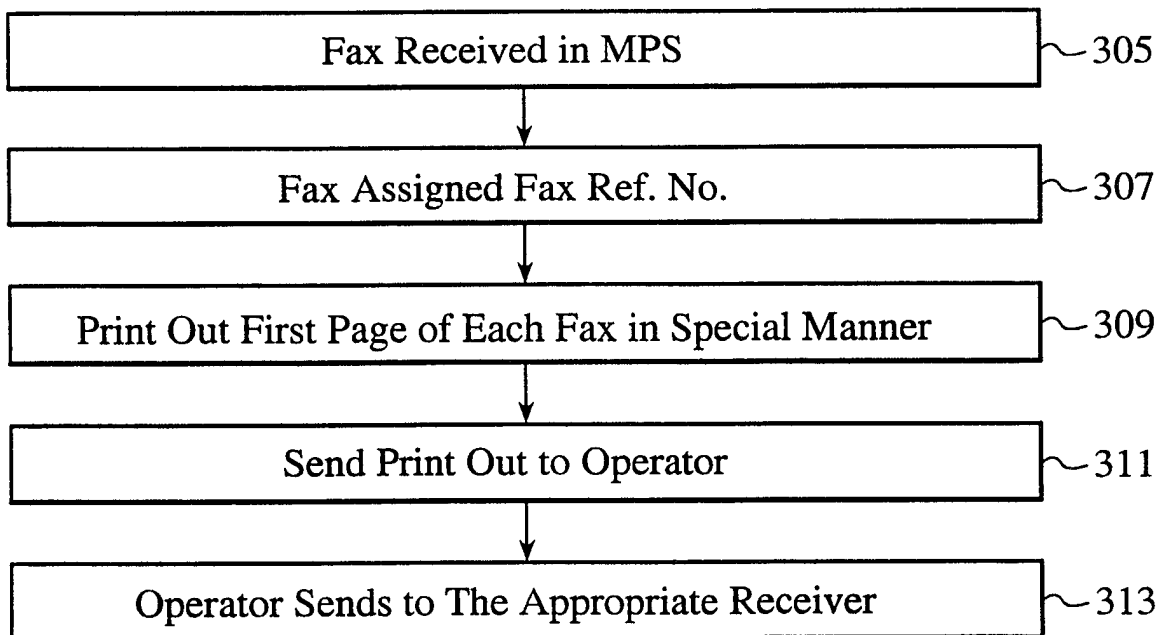 Fax Received in MPS 305
Fax Assigned Fax Ref. No. 307
Print Out First Page of Each Fax in Special Manner 309
Send Print Out to Operator 311
Operator Sends to The Appropriate Receiver 313